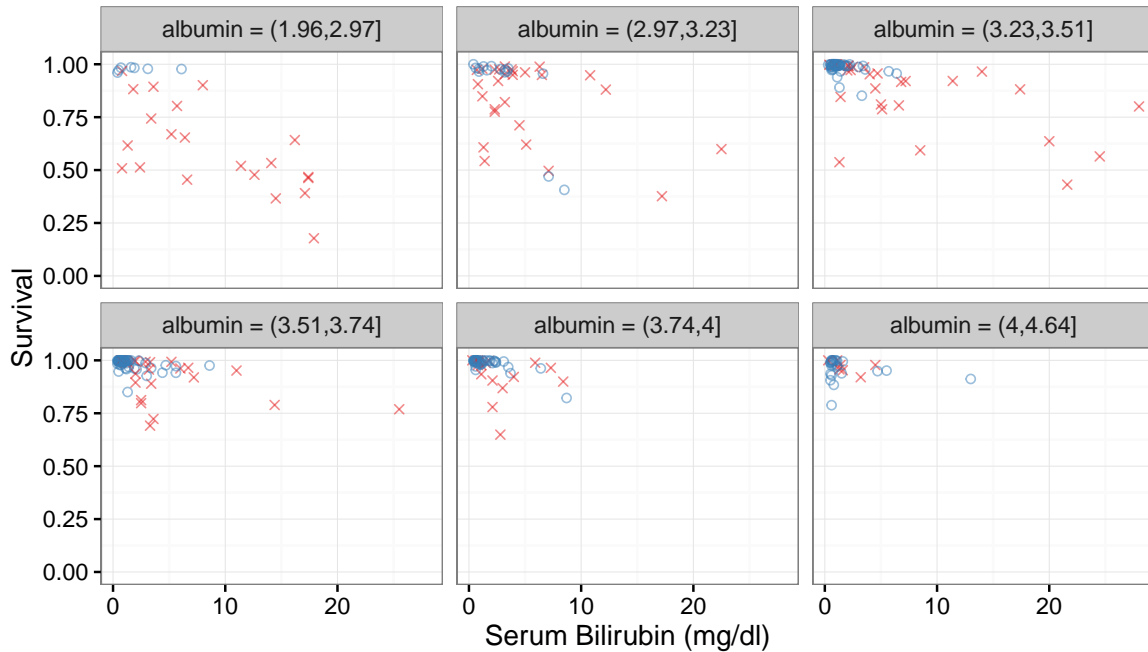 albumin = (1.96,2.97] albumin = (2.97,3.23] albumin = (3.23,3.51]
1.00
0.75
0.50
0.25
0.00
Survival
albumin = (3.51,3.74] albumin = (3.74,4] albumin = (4,4.64]
1.00
0.75
0.50
0.25
0.00
0 10 20 0 10 20 0 10 20
Serum Bilirubin (mg/dl)